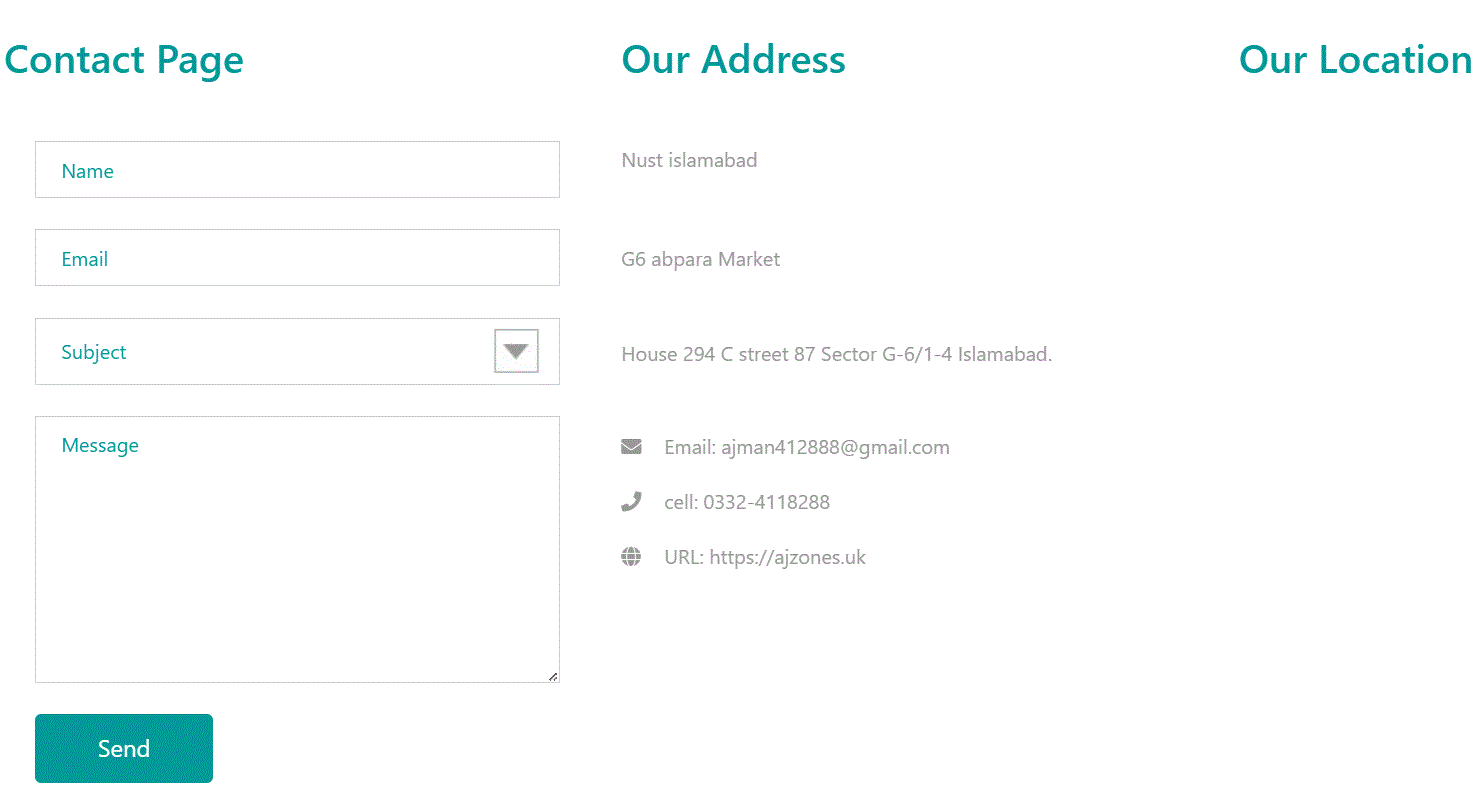 Contact Page
Name
Email
Subject
Message
Send
Our Address
Nust islamabad
G6 abpara Market
House 294 C street 87 Sector G-6/1-4 Islamabad.
Email: ajman412888@gmail.com
cell: 0332-4118288
URL: https://ajzones.uk
Our Location